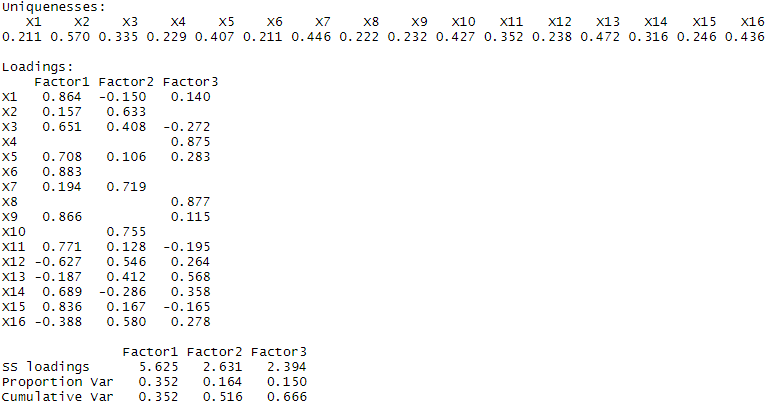 Uniquenesses:
X1 X2 X3 X4 X5 X6 X7 X8 X9 X10 X11 X12 X13 X14 X15 X16
0.211 0.570 0.335 0.229 0.407 0.211 0.446 0.222 0.232 0.427 0.352 0.238 0.472 0.316 0.246 0.436
Loadings:
Factor1 Factor2 Factor3
X1 0.864 -0.150 0.140
X2 0.157 0.633
X3 0.651 0.408 -0.272
X4 0.875
X5 0.708 0.106 0.283
X6 0.883
X7 0.194 0.719
X8 0.877
X9 0.866 0.115
X10 0.755
X11 0.771 0.128 -0.195
X12 -0.627 0.546 0.264
X13 -0.187 0.412 0.568
X14 0.689 -0.286 0.358
X15 0.836 0.167 -0.165
X16 -0.388 0.580 0.278
Factor1 Factor2 Factor3
SS loadings 5.625 2.631 2.394
Proportion Var 0.352 0.164 0.150
Cumulative Var 0.352 0.516 0.666